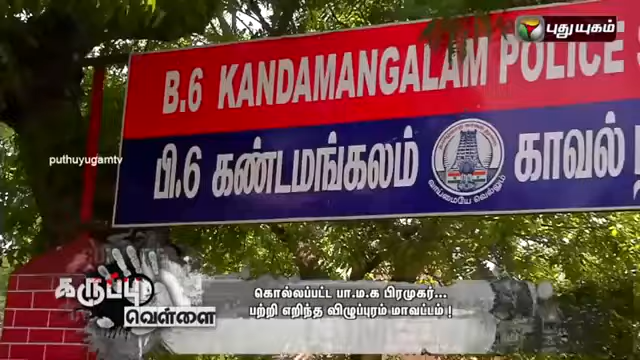 புதுயுகம்
B.6 KANDAMANGALAM POLICE S
பி.6 கண்டமங்கலம் காவல்
வாய்மையே வெல்லும்
puthuyugamtv
கருப்பு
வெள்ளை
கொல்லப்பட்ட பா.ம.க பிரமுகர்...
பற்றி எறிந்த விழுப்புரம் மாவட்டம் !